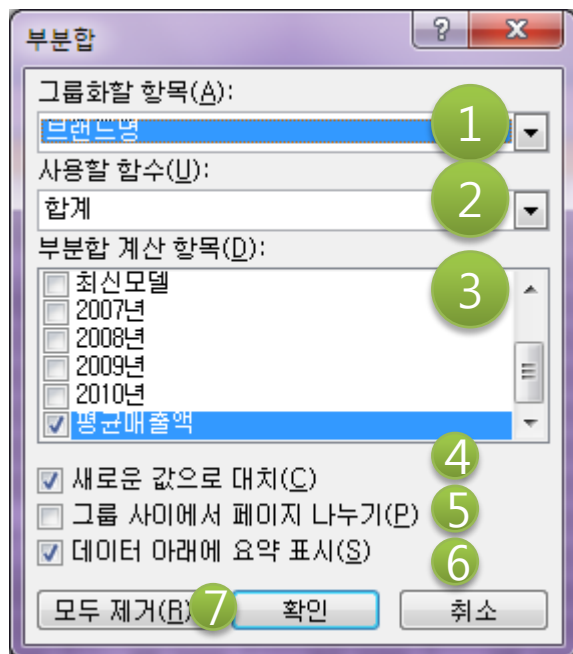 부분합
그룹화할 항목(A):
브랜드명
1
사용할 함수(U):
합계
2
부분합 계산 항목(D):
최신모델
3
2007년
2008년
2009년
2010년
평균매출액
새로운 값으로 대치(C)
4
그룹 사이에서 페이지 나누기(P)
5
데이터 아래에 요약 표시(S)
6
모두 제거(R)
7
확인
취소